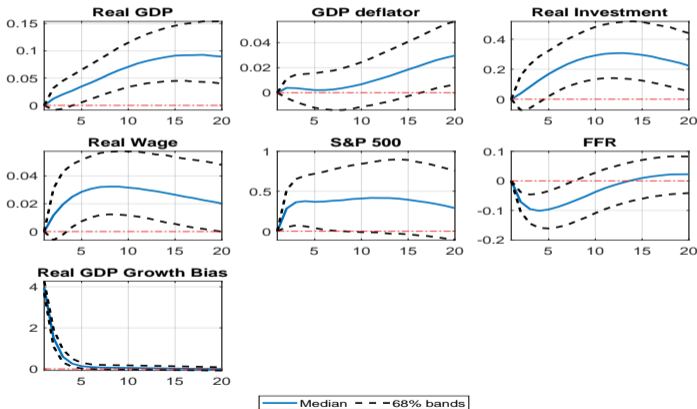 Real GDP
0.15
0.1
0.05
0
5 10 15 20
GDP deflator
0.04
0.02
0
5 10 15 20
Real Investment
0.4
0.2
0
5 10 15 20
Real Wage
0.04
0.02
0
5 10 15 20
S&P 500
1
0.5
0
5 10 15 20
FFR
0.1
0
-0.1
-0.2
5 10 15 20
Real GDP Growth Bias
4
2
0
5 10 15 20
Median 68% bands